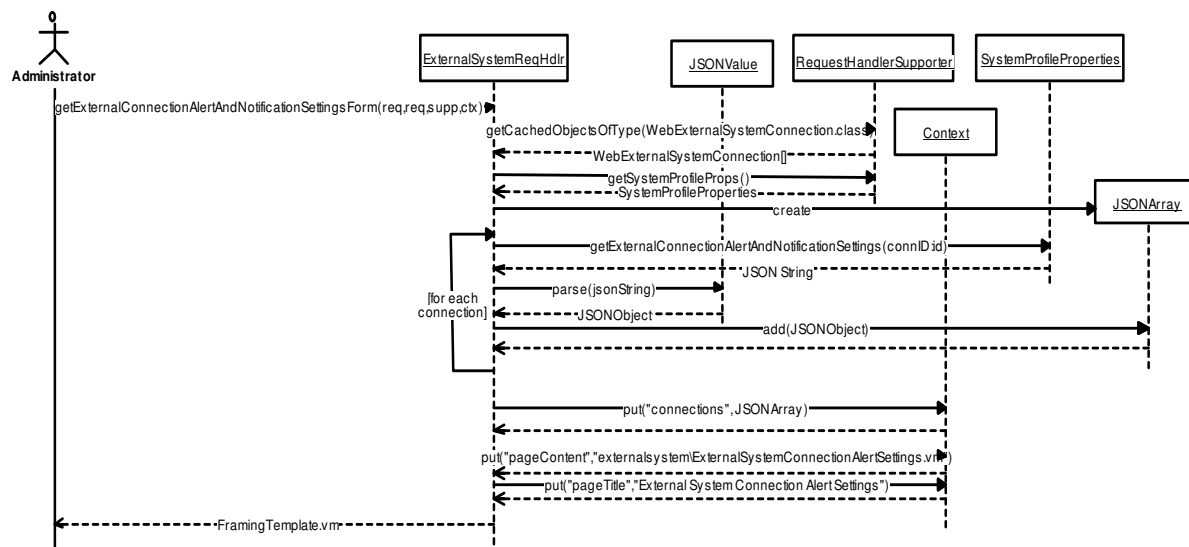 Administrator
ExternalSystemReqHdlr
JSONValue
RequestHandlerSupporter
SystemProfileProperties
getExternalConnectionAlertAndNotificationSettingsForm(req,req,supp,ctx)
getCachedObjectsOfType(WebExternalSystemConnection.class)
Context
WebExternalSystemConnection[]
getSystemProfileProps()
SystemProfileProperties
create
JSONArray
getExternalConnectionAlertAndNotificationSettings(connID:id)
JSON String
[for each
connection]
parse(jsonString)
JSONObject
add(JSONObject)
put("connections",JSONArray)
put("pageContent","externalsystem\ExternalSystemConnectionAlertSettings.vm")
put("pageTitle","External System Connection Alert Settings")
FramingTemplate.vm